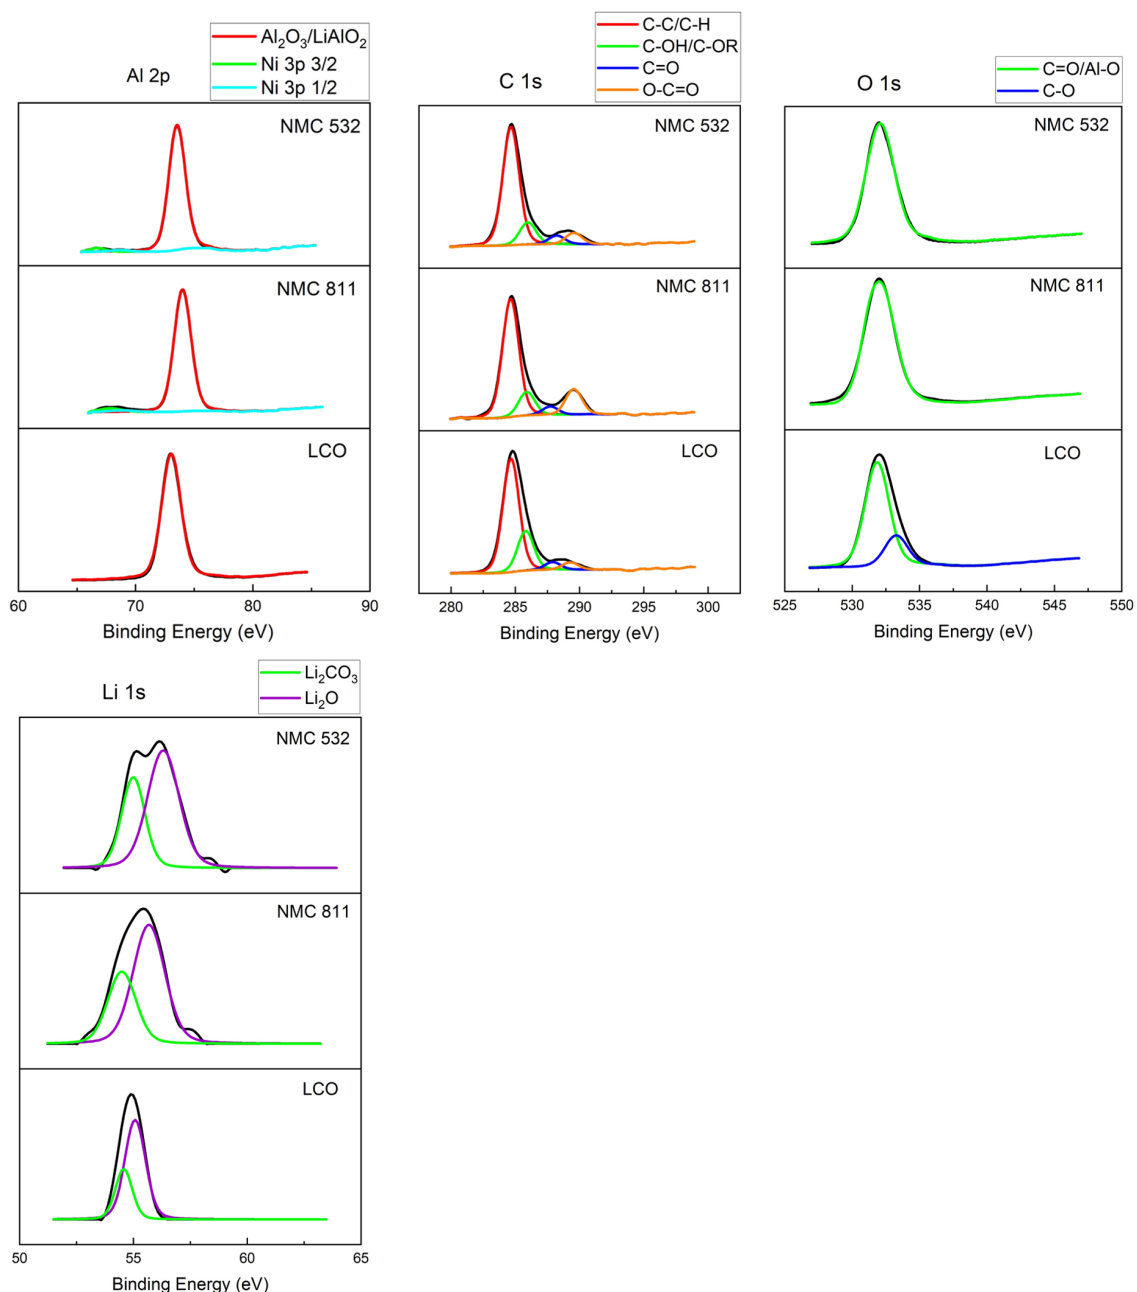 Al 2p
Al₂O₃/LiAlO₂
Ni 3p 3/2
Ni 3p 1/2
NMC 532
NMC 811
LCO
60 70 80 90
Binding Energy (eV)
C 1s
C-C/C-H
C-OH/C-OR
C=O
O-C=O
NMC 532
NMC 811
LCO
280 285 290 295 300
Binding Energy (eV)
O 1s
C=O/Al-O
C-O
NMC 532
NMC 811
LCO
525 530 535 540 545 550
Binding Energy (eV)
Li 1s
Li₂CO₃
Li₂O
NMC 532
NMC 811
LCO
50 55 60 65
Binding Energy (eV)